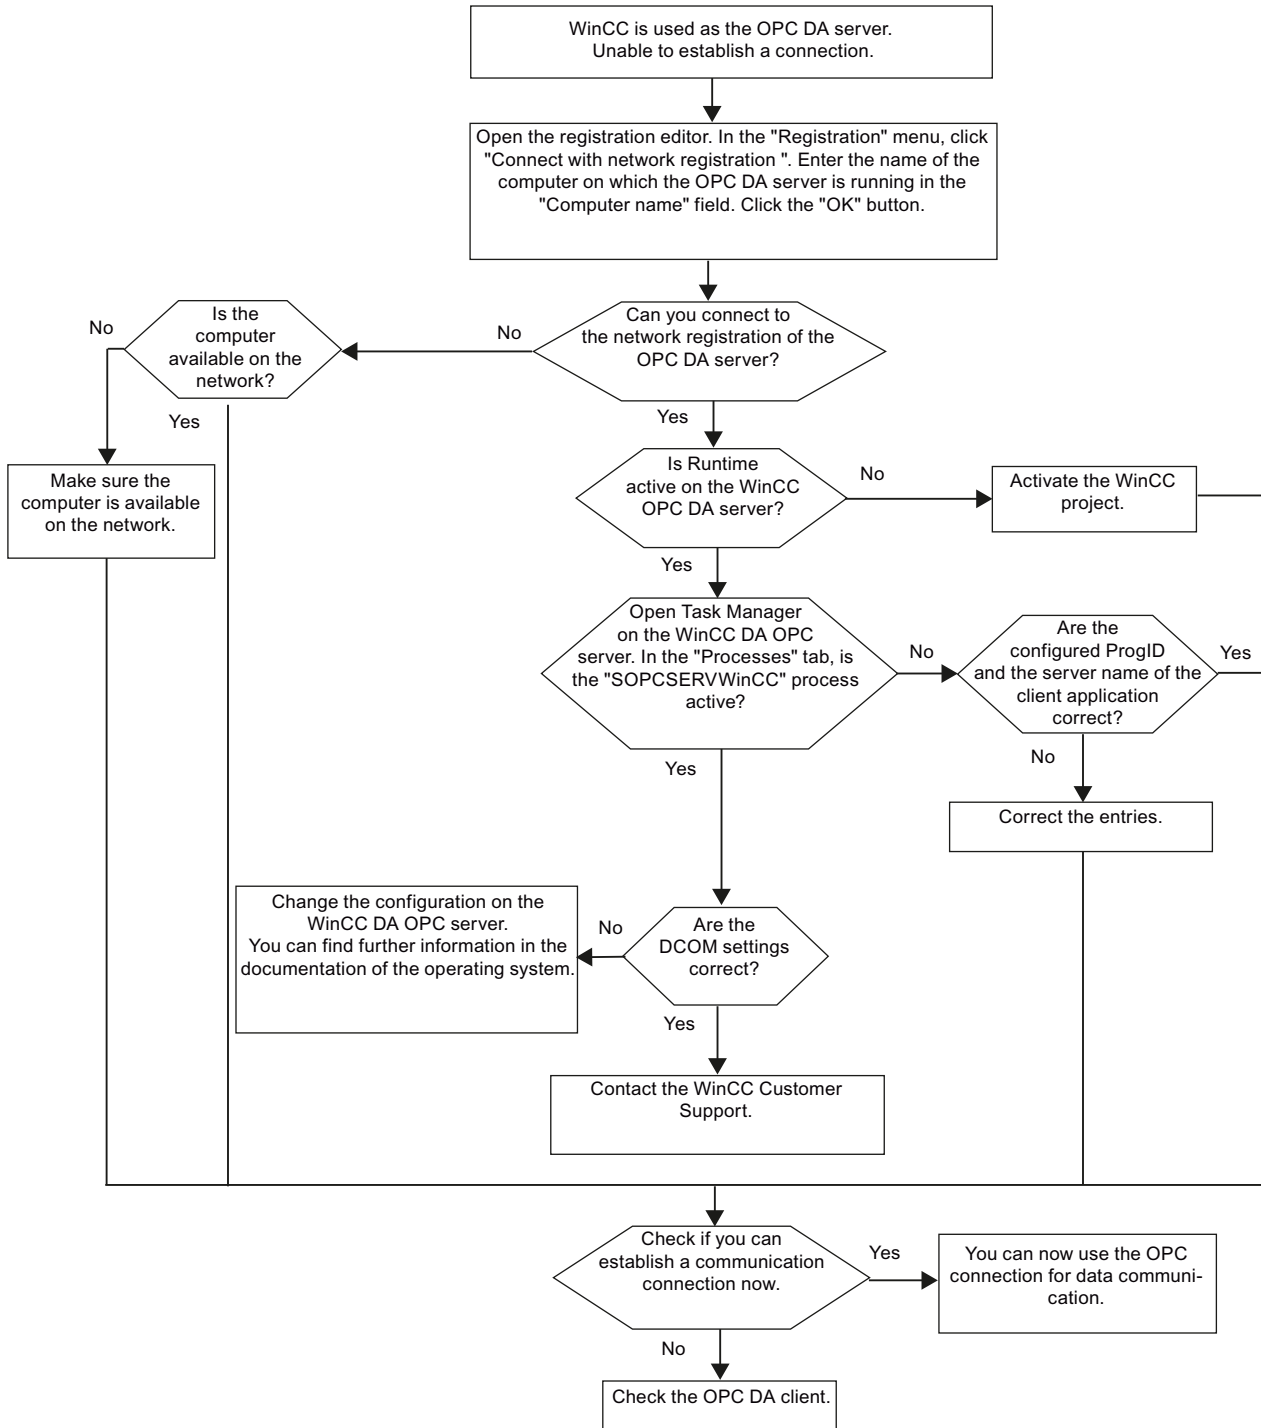 WinCC is used as the OPC DA server.
Unable to establish a connection.
Open the registration editor. In the "Registration" menu, click
"Connect with network registration ". Enter the name of the
computer on which the OPC DA server is running in the
"Computer name" field. Click the "OK" button.
Can you connect to
the network registration of the
OPC DA server?
No
Is the
computer
available on the
network?
No
Yes
Make sure the
computer is available
on the network.
Yes
Is Runtime
active on the WinCC
OPC DA server?
No
Activate the WinCC
project.
Yes
Open Task Manager
on the WinCC DA OPC
server. In the "Processes" tab, is
the "SOPCSERVWinCC" process
active?
No
Are the
configured ProgID
and the server name of the
client application
correct?
Yes
No
Correct the entries.
Yes
Are the
DCOM settings
correct?
No
Change the configuration on the
WinCC DA OPC server.
You can find further information in the
documentation of the operating system.
Yes
Contact the WinCC Customer
Support.
Check if you can
establish a communication
connection now.
Yes
You can now use the OPC
connection for data communi-
cation.
No
Check the OPC DA client.